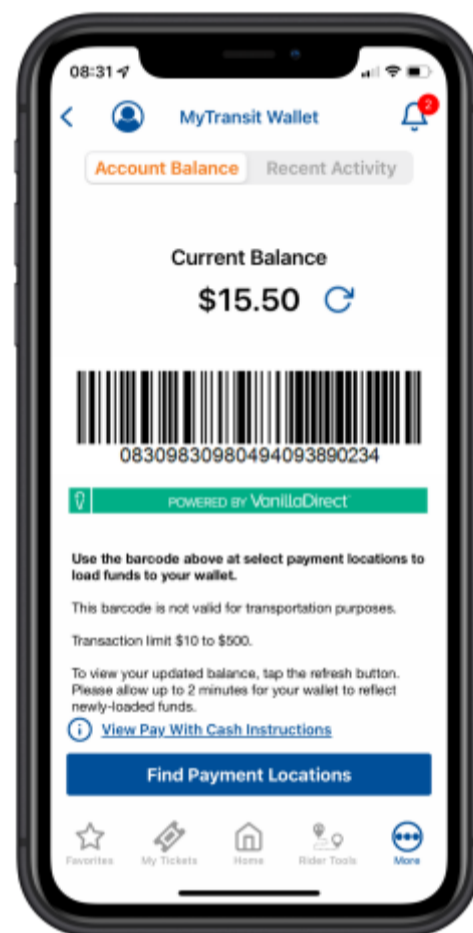 08:31
MyTransit Wallet
2
Account Balance Recent Activity
Current Balance
$15.50
08309830980494093890234
POWERED BY VanillaDirect
Use the barcode above at select payment locations to
load funds to your wallet.
This barcode is not valid for transportation purposes.
Transaction limit $10 to $500.
To view your updated balance, tap the refresh button.
Please allow up to 2 minutes for your wallet to reflect
newly-loaded funds.
View Pay With Cash Instructions
Find Payment Locations
Favorites My Tickets Home Rider Tools More